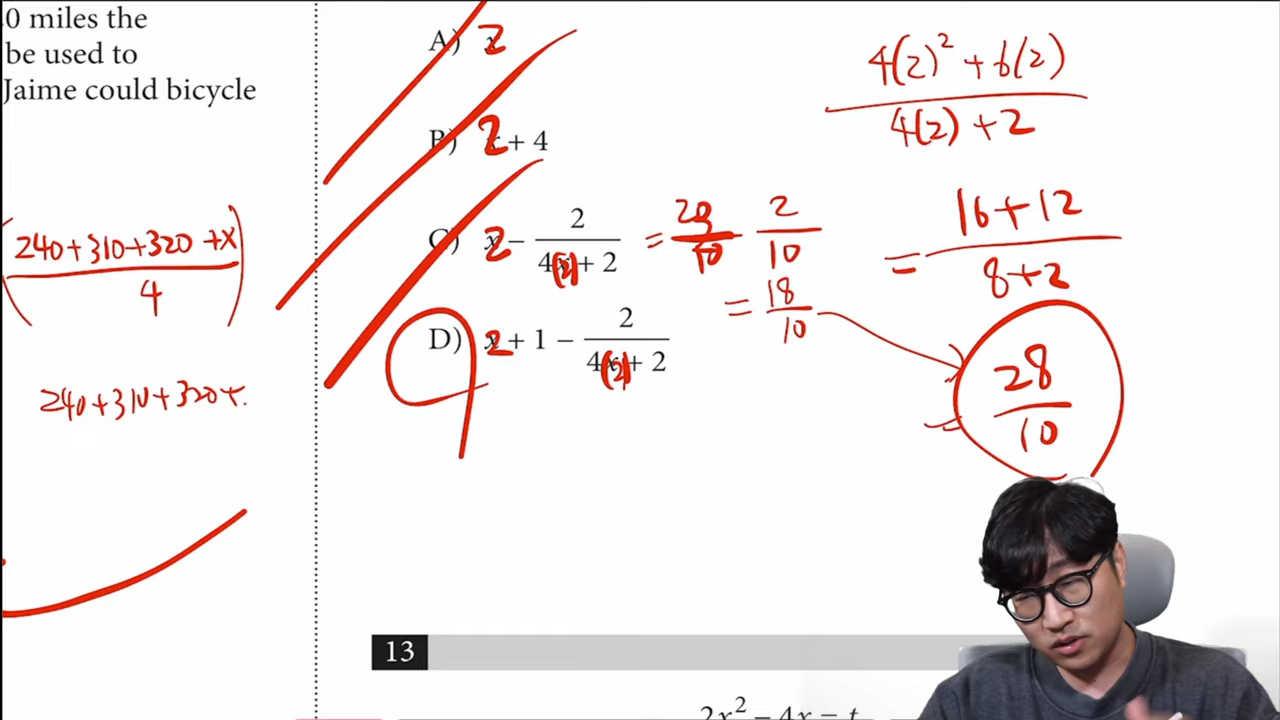 0 miles the
be used to
Jaime could bicycle
240+310+320+x
4
240+310+320+
A) 2
B) 2 + 4
C) 2 − 2 / 4(2) + 2 = 20/10 2/10
= 18/10
D) 2 + 1 − 2 / 4(2) + 2
4(2)² + 6(2)
4(2) + 2
= 16+12
8+2
= 28
10
13
2x² − 4x = t